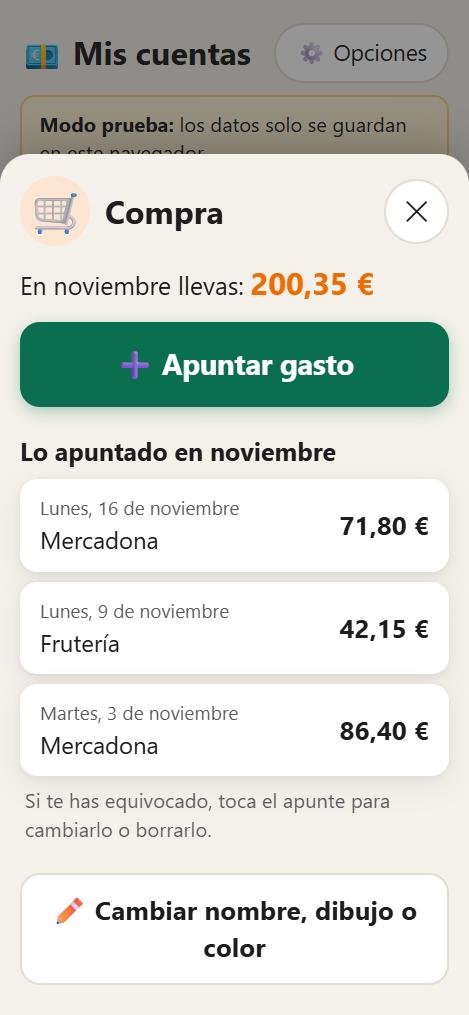 Mis cuentas
Opciones
Modo prueba: los datos solo se guardan
en este navegador
Compra
En noviembre llevas: 200,35 €
Apuntar gasto
Lo apuntado en noviembre
Lunes, 16 de noviembre
Mercadona
71,80 €
Lunes, 9 de noviembre
Frutería
42,15 €
Martes, 3 de noviembre
Mercadona
86,40 €
Si te has equivocado, toca el apunte para
cambiarlo o borrarlo.
Cambiar nombre, dibujo o
color